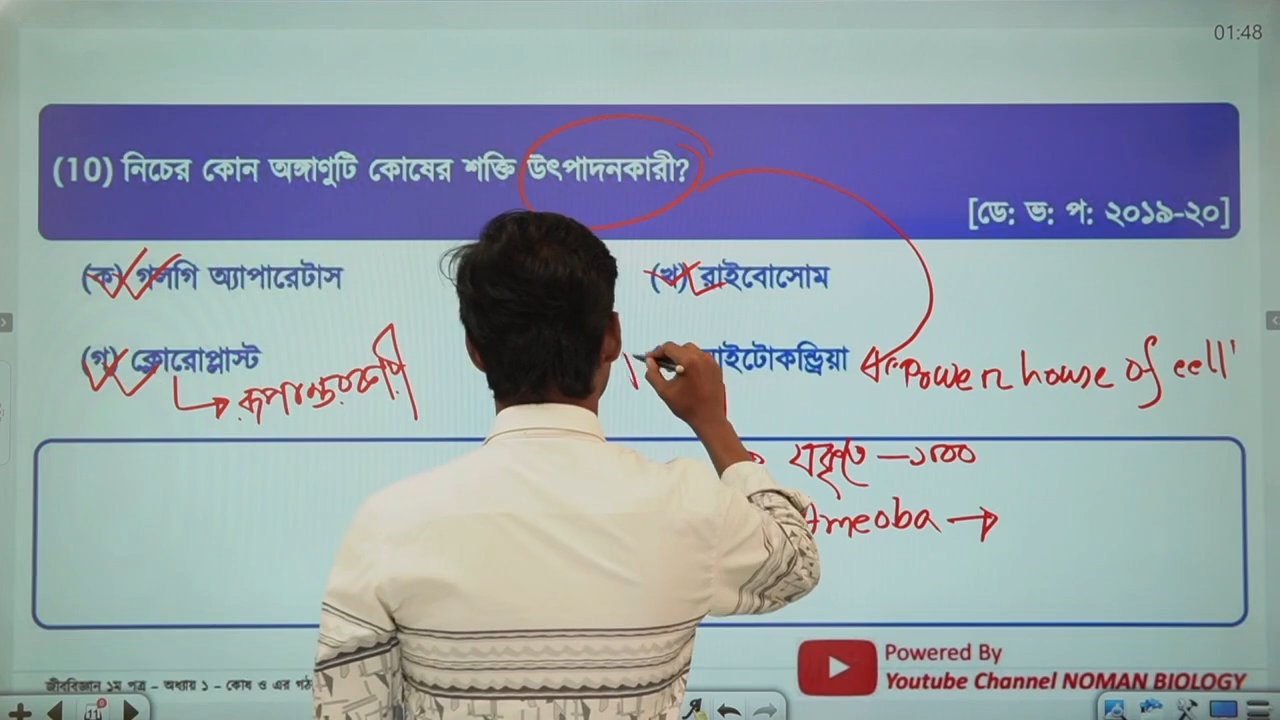 01:48
(10) নিচের কোন অঙ্গাণুটি কোষের শক্তি উৎপাদনকারী?
[ডে: ভ: প: ২০১৯-২০]
(ক) গলগি অ্যাপারেটাস
(খ) রাইবোসোম
(গ) ক্লোরোপ্লাস্ট
মাইটোকন্ড্রিয়া
Power house of cell
যকৃতে – ১০০০
Ameoba →
Powered By
Youtube Channel NOMAN BIOLOGY
জীববিজ্ঞান ১ম পত্র – অধ্যায় ১ – কোষ ও এর গঠ